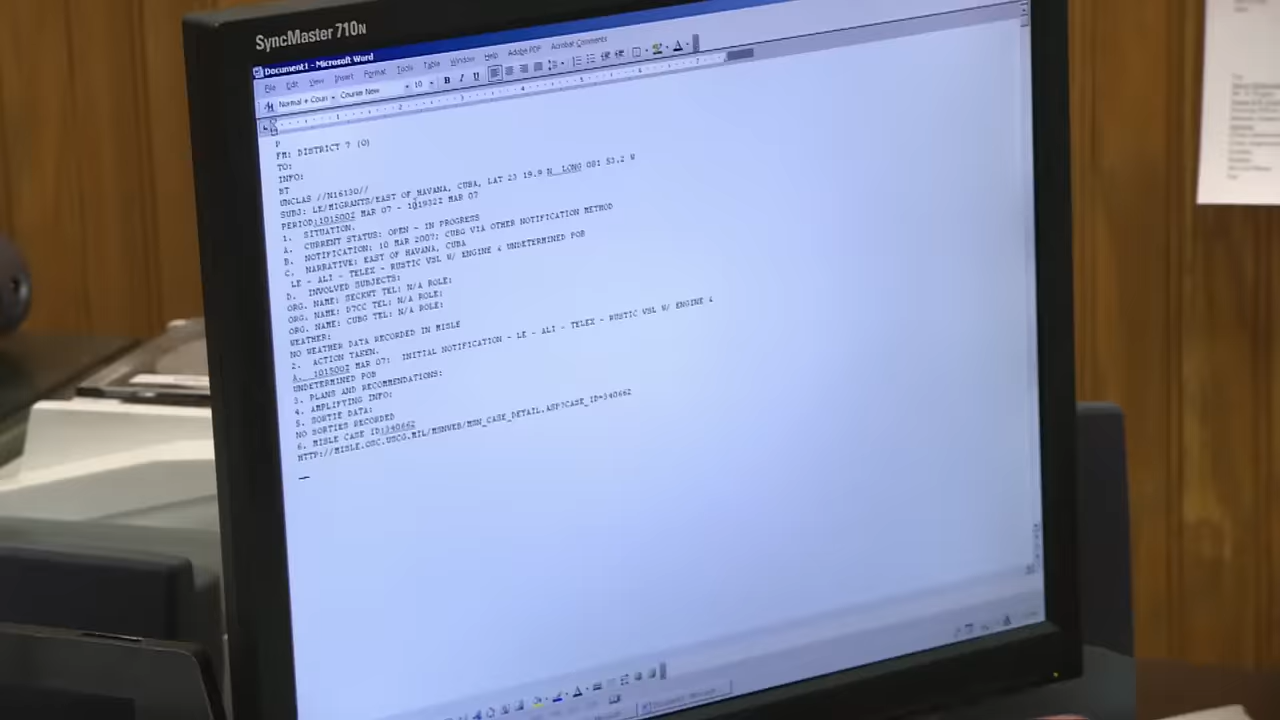 SyncMaster 710N
Document1 - Microsoft Word
File Edit View Insert Format Tools Table Window Help Adobe PDF Acrobat Comments
Normal + Couri Courier New 10 B I U
P
FM: DISTRICT 7 (O)
TO:
INFO:
BT
UNCLAS //N16130//
SUBJ: LE/MIGRANTS/EAST OF HAVANA, CUBA, LAT 23 19.9 N LONG 081 53.2 W
PERIOD:101500Z MAR 07 - 101932Z MAR 07
1. SITUATION.
A. CURRENT STATUS: OPEN - IN PROGRESS
B. NOTIFICATION: 10 MAR 2007; CUBG VIA OTHER NOTIFICATION METHOD
C. NARRATIVE: EAST OF HAVANA, CUBA
LE - ALI - TELEX - RUSTIC VSL W/ ENGINE & UNDETERMINED POB
D. INVOLVED SUBJECTS:
ORG. NAME: SECKWT TEL: N/A ROLE:
ORG. NAME: D7CC TEL: N/A ROLE:
ORG. NAME: CUBG TEL: N/A ROLE:
WEATHER:
NO WEATHER DATA RECORDED IN MISLE
2. ACTION TAKEN.
A. 101500Z MAR 07: INITIAL NOTIFICATION - LE - ALI - TELEX - RUSTIC VSL W/ ENGINE &
UNDETERMINED POB
3. PLANS AND RECOMMENDATIONS:
4. AMPLIFYING INFO:
5. SORTIE DATA:
NO SORTIES RECORDED
6. MISLE CASE ID:340662
HTTP://MISLE.OSC.USCG.MIL/MSNWEB/MSN_CASE_DETAIL.ASP?CASE_ID=340662